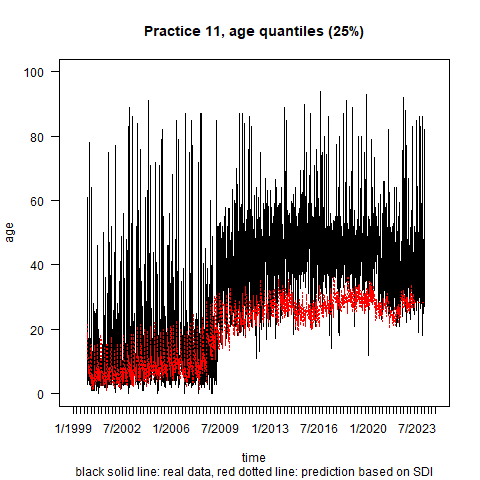 Practice 11, age quantiles (25%)
100
80
60
40
20
0
age
1/1999 7/2002 1/2006 7/2009 1/2013 7/2016 1/2020 7/2023
time
black solid line: real data, red dotted line: prediction based on SDI